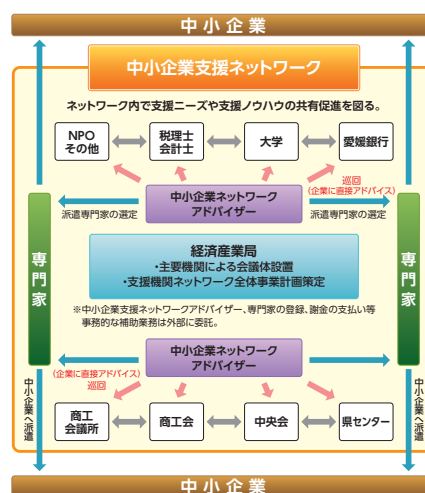 中小企業
中小企業支援ネットワーク
ネットワーク内で支援ニーズや支援ノウハウの共有促進を図る。
NPO
その他
税理士
会計士
大学
愛媛銀行
巡回
(企業に直接アドバイス)
中小企業ネットワーク
アドバイザー
派遣専門家の選定
派遣専門家の選定
専門家
専門家
経済産業局
・主要機関による会議体設置
・支援機関ネットワーク全体事業計画策定
※中小企業支援ネットワークアドバイザー、専門家の登録、謝金の支払い等
事務的な補助業務は外部に委託。
中小企業ネットワーク
アドバイザー
(企業に直接アドバイス)
巡回
中小企業へ派遣
中小企業へ派遣
商工
会議所
商工会
中央会
県センター
中小企業